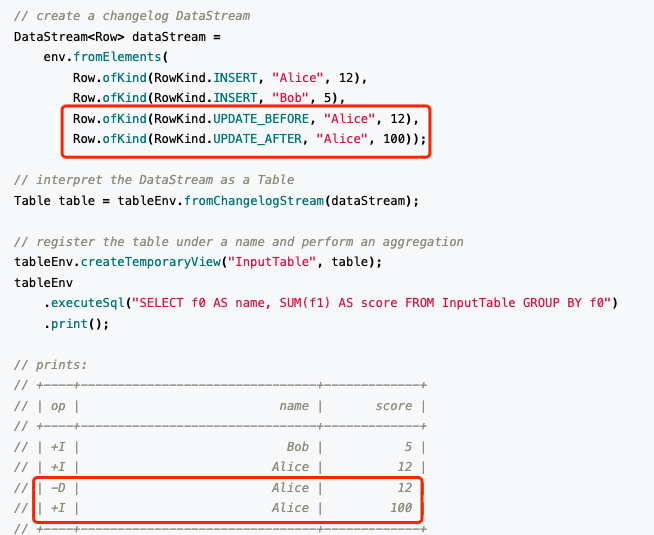 // create a changelog DataStream
DataStream<Row> dataStream =
    env.fromElements(
        Row.ofKind(RowKind.INSERT, "Alice", 12),
        Row.ofKind(RowKind.INSERT, "Bob", 5),
        Row.ofKind(RowKind.UPDATE_BEFORE, "Alice", 12),
        Row.ofKind(RowKind.UPDATE_AFTER, "Alice", 100));
// interpret the DataStream as a Table
Table table = tableEnv.fromChangelogStream(dataStream);
// register the table under a name and perform an aggregation
tableEnv.createTemporaryView("InputTable", table);
tableEnv
    .executeSql("SELECT f0 AS name, SUM(f1) AS score FROM InputTable GROUP BY f0")
    .print();
// prints:
// +----+--------------------------------+-------------+
// | op |                           name |       score |
// +----+--------------------------------+-------------+
// | +I |                            Bob |           5 |
// | +I |                          Alice |          12 |
// | -D |                          Alice |          12 |
// | +I |                          Alice |         100 |
// +----+--------------------------------+-------------+